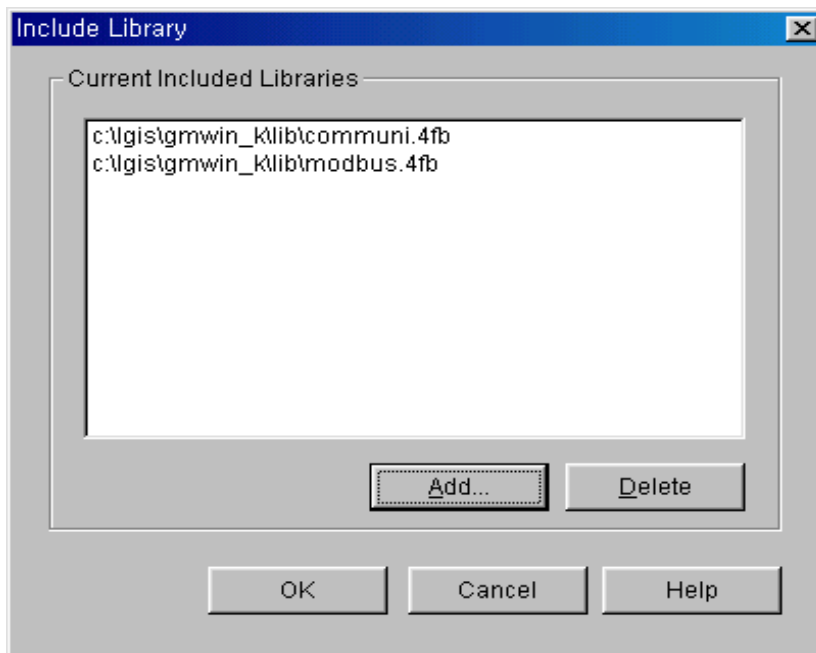 Include Library
Current Included Libraries
c:\lgis\gmwin_k\lib\communi.4fb
c:\lgis\gmwin_k\lib\modbus.4fb
Add...
Delete
OK
Cancel
Help